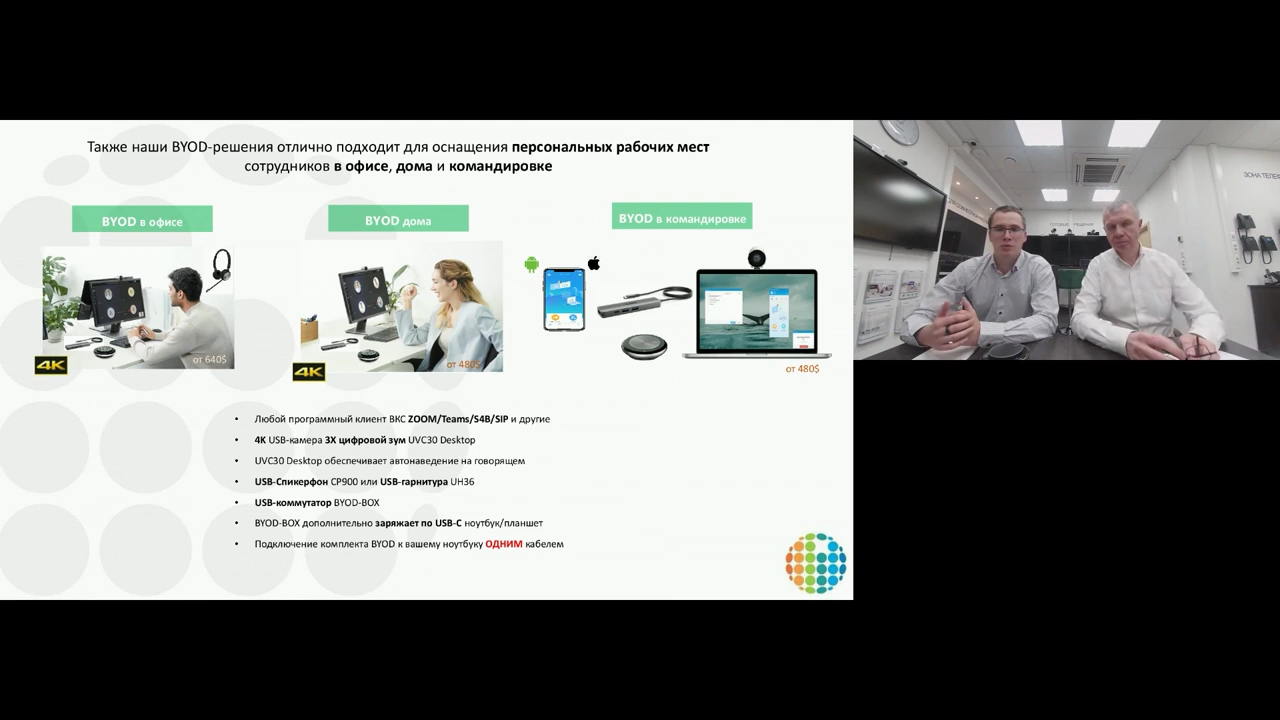 Также наши BYOD-решения отлично подходит для оснащения персональных рабочих мест
сотрудников в офисе, дома и командировке
BYOD в офисе
BYOD дома
BYOD в командировке
4K
от 640$
4K
от 480$
от 480$
• Любой программный клиент ВКС ZOOM/Teams/S4B/SIP и другие
• 4K USB-камера 3X цифровой зум UVC30 Desktop
• UVC30 Desktop обеспечивает автонаведение на говорящем
• USB-Спикерфон CP900 или USB-гарнитура UH36
• USB-коммутатор BYOD-BOX
• BYOD-BOX дополнительно заряжает по USB-C ноутбук/планшет
• Подключение комплекта BYOD к вашему ноутбуку ОДНИМ кабелем
ГОТОВЫЕ РЕШЕНИЯ